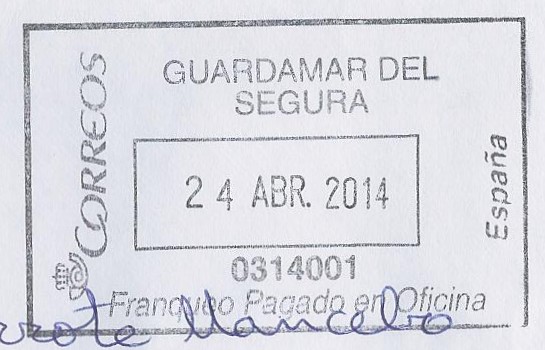 CORREOS
GUARDAMAR DEL
SEGURA
24 ABR. 2014
0314001
Franqueo Pagado en Oficina
España